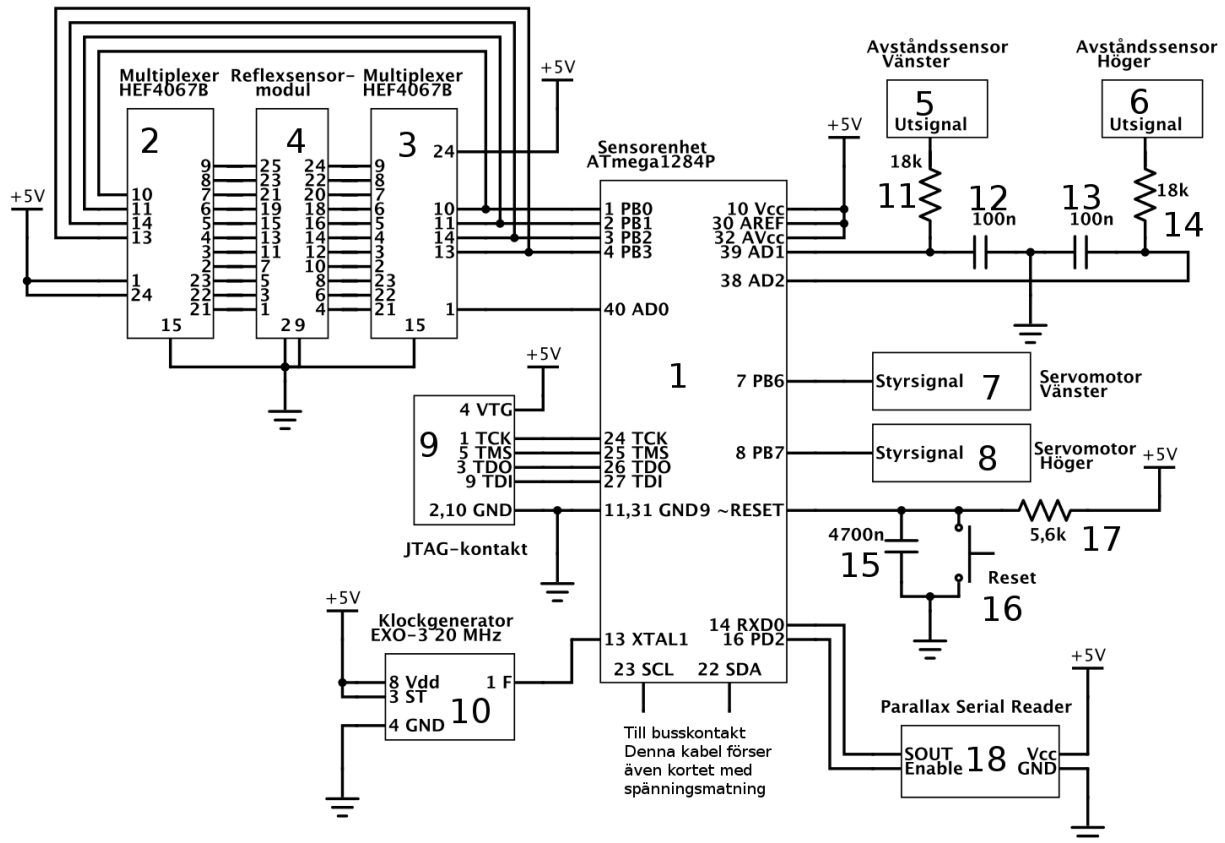 +5V
Multiplexer
HEF4067B
2
9
8
7
6
5
4
3
2
23
22
21
10
11
14
13
1
24
15
+5V
Reflexsensor-
modul
4
25
23
21
19
15
13
11
7
5
3
1
24
22
20
18
16
14
12
10
8
6
4
2 9
Multiplexer
HEF4067B
3
24
9
8
7
6
5
4
3
2
23
22
21
10
11
14
13
1
15
Sensorenhet
ATmega1284P
1
1 PB0
2 PB1
3 PB2
4 PB3
40 AD0
24 TCK
25 TMS
26 TDO
27 TDI
11,31 GND
13 XTAL1
23 SCL
22 SDA
10 Vcc
30 AREF
32 AVcc
39 AD1
38 AD2
7 PB6
8 PB7
9 ~RESET
14 RXD0
16 PD2
+5V
Avståndssensor
Vänster
5
Utsignal
18k
11
12
100n
Avståndssensor
Höger
6
Utsignal
18k
14
13
100n
Styrsignal 7
Servomotor
Vänster
Styrsignal 8
Servomotor
Höger
+5V
4700n
15
Reset
16
5,6k
17
+5V
4 VTG
9
1 TCK
5 TMS
3 TDO
9 TDI
2,10 GND
JTAG-kontakt
+5V
Klockgenerator
EXO-3 20 MHz
8 Vdd
3 ST
4 GND
1 F
10
Till busskontakt
Denna kabel förser
även kortet med
spänningsmatning
+5V
Parallax Serial Reader
SOUT
Enable
18
Vcc
GND